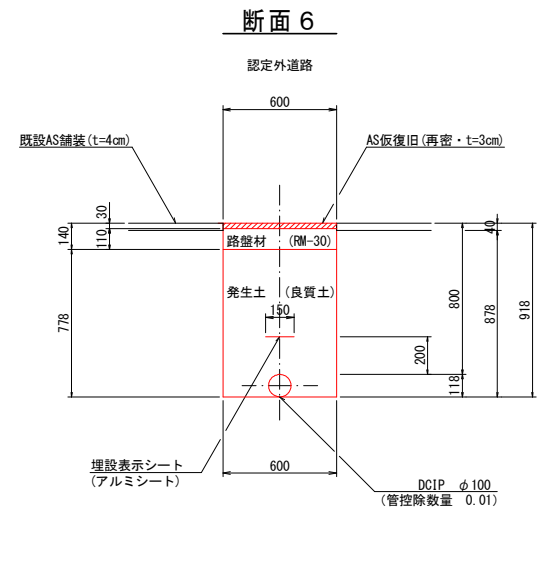 断面６
認定外道路
600
既設AS舗装(t=4cm)
AS仮復旧(再密・t=3cm)
30
140
110
40
路盤材 (RM-30)
発生土 (良質土)
150
778
800
878
918
200
118
埋設表示シート
(アルミシート)
600
DCIP φ100
(管控除数量 0.01)